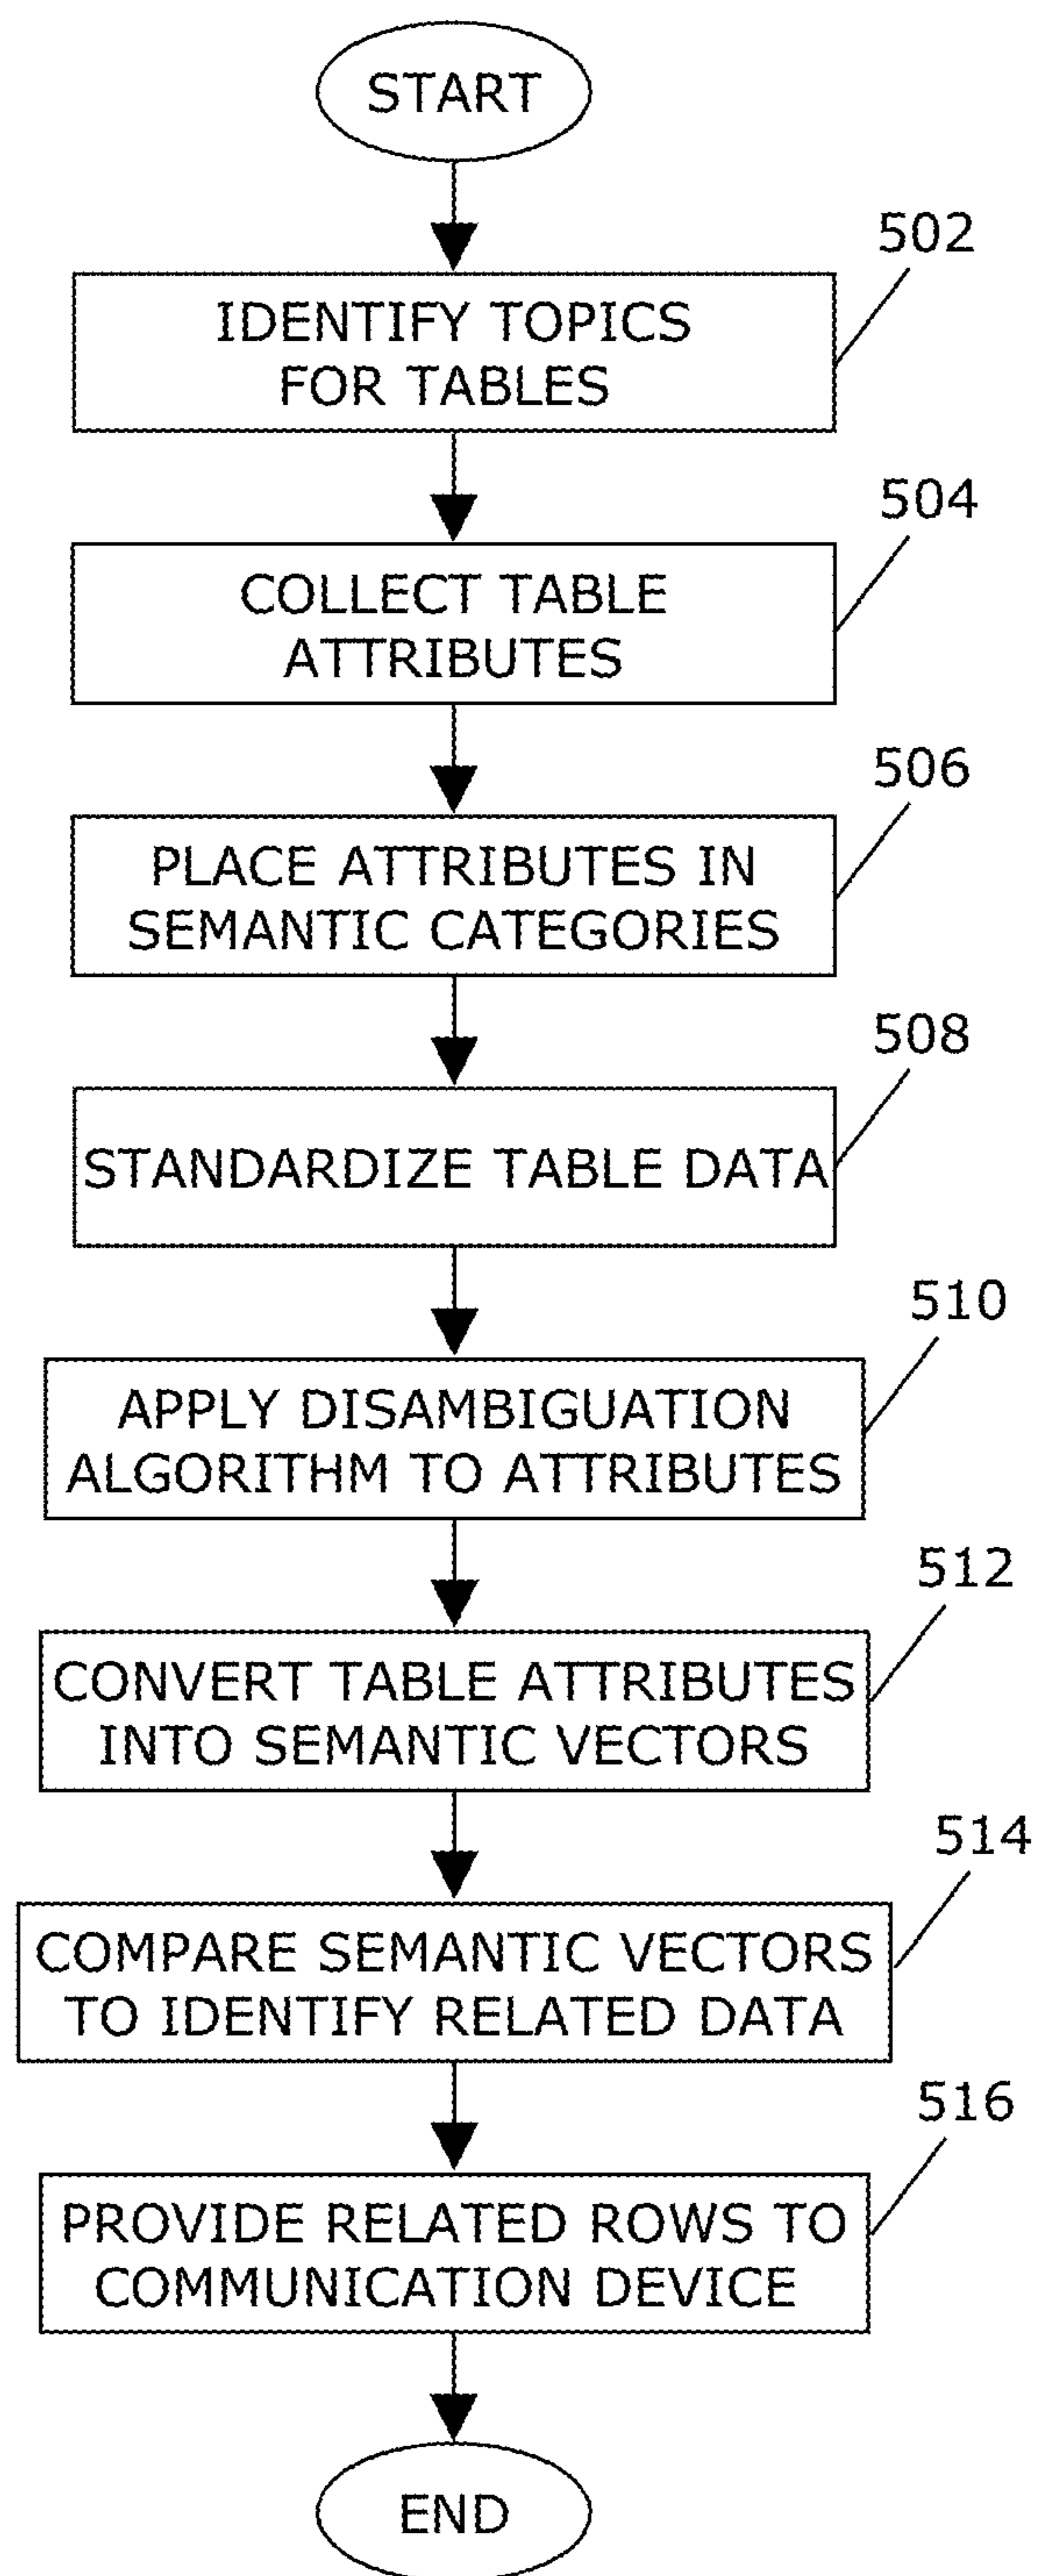 START
502
IDENTIFY TOPICS
FOR TABLES
504
COLLECT TABLE
ATTRIBUTES
506
PLACE ATTRIBUTES IN
SEMANTIC CATEGORIES
508
STANDARDIZE TABLE DATA
510
APPLY DISAMBIGUATION
ALGORITHM TO ATTRIBUTES
512
CONVERT TABLE ATTRIBUTES
INTO SEMANTIC VECTORS
514
COMPARE SEMANTIC VECTORS
TO IDENTIFY RELATED DATA
516
PROVIDE RELATED ROWS TO
COMMUNICATION DEVICE
END